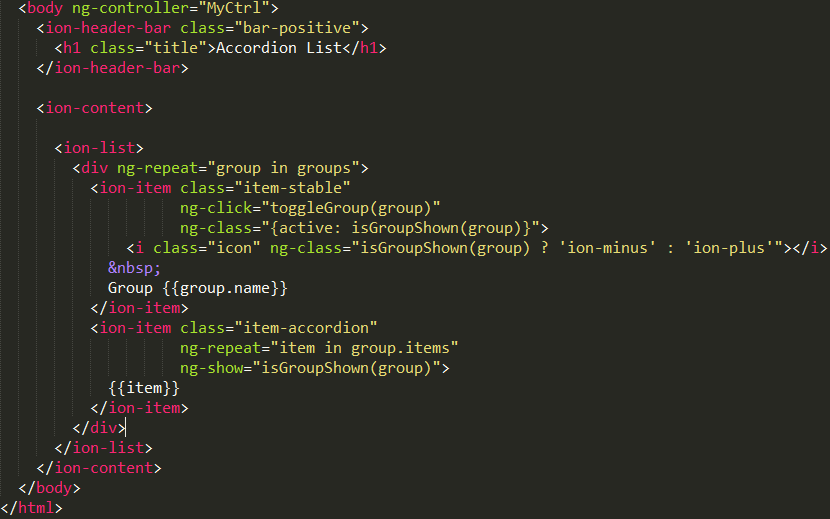 <body ng-controller="MyCtrl">
<ion-header-bar class="bar-positive">
<h1 class="title">Accordion List</h1>
</ion-header-bar>
<ion-content>
<ion-list>
<div ng-repeat="group in groups">
<ion-item class="item-stable"
ng-click="toggleGroup(group)"
ng-class="{active: isGroupShown(group)}">
<i class="icon" ng-class="isGroupShown(group) ? 'ion-minus' : 'ion-plus'"></i>
&nbsp;
Group {{group.name}}
</ion-item>
<ion-item class="item-accordion"
ng-repeat="item in group.items"
ng-show="isGroupShown(group)">
{{item}}
</ion-item>
</div>
</ion-list>
</ion-content>
</body>
</html>